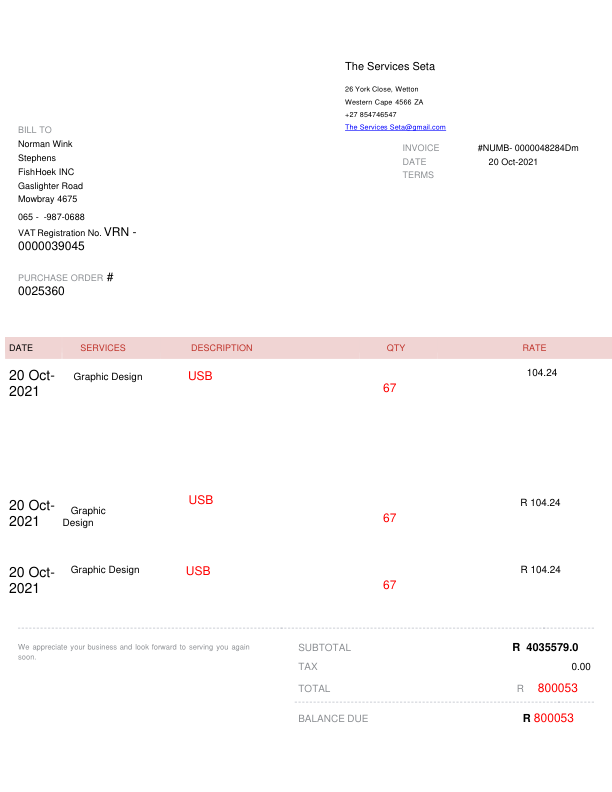 The Services Seta
26 York Close, Wetton
Western Cape 4566 ZA
+27 854746547
The Services Seta@gmail.com
BILL TO
Norman Wink
Stephens
FishHoek INC
Gaslighter Road
Mowbray 4675
065 -  -987-0688
VAT Registration No. VRN -
0000039045
INVOICE #NUMB- 0000048284Dm
DATE 20 Oct-2021
TERMS
PURCHASE ORDER #
0025360
DATE SERVICES DESCRIPTION QTY RATE
20 Oct-
2021 Graphic Design USB 67 104.24
20 Oct-
2021 Graphic
Design USB 67 R 104.24
20 Oct-
2021 Graphic Design USB 67 R 104.24
We appreciate your business and look forward to serving you again
soon.
SUBTOTAL R 4035579.0
TAX 0.00
TOTAL R 800053
BALANCE DUE R 800053